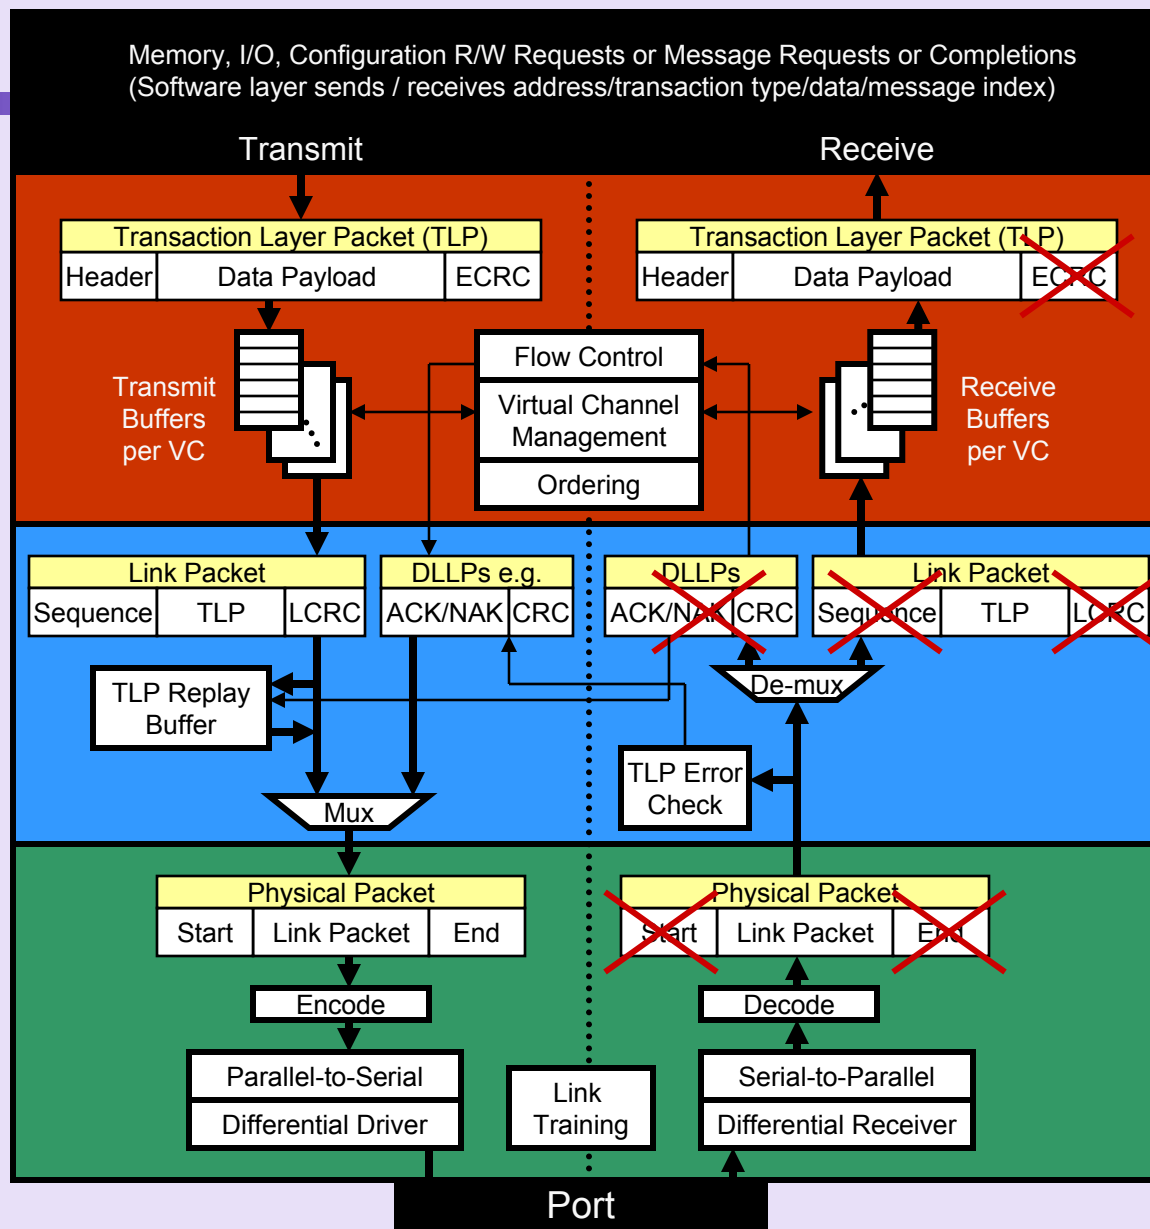 Memory, I/O, Configuration R/W Requests or Message Requests or Completions
(Software layer sends / receives address/transaction type/data/message index)
Transmit
Receive
Transaction Layer Packet (TLP)
Header Data Payload ECRC
Transaction Layer Packet (TLP)
Header Data Payload ECRC
Transmit
Buffers
per VC
Flow Control
Virtual Channel
Management
Ordering
Receive
Buffers
per VC
Link Packet
Sequence TLP LCRC
DLLPs e.g.
ACK/NAK CRC
DLLPs
ACK/NAK CRC
Link Packet
Sequence TLP LCRC
TLP Replay
Buffer
De-mux
TLP Error
Check
Mux
Physical Packet
Start Link Packet End
Physical Packet
Start Link Packet End
Encode
Decode
Parallel-to-Serial
Differential Driver
Link
Training
Serial-to-Parallel
Differential Receiver
Port